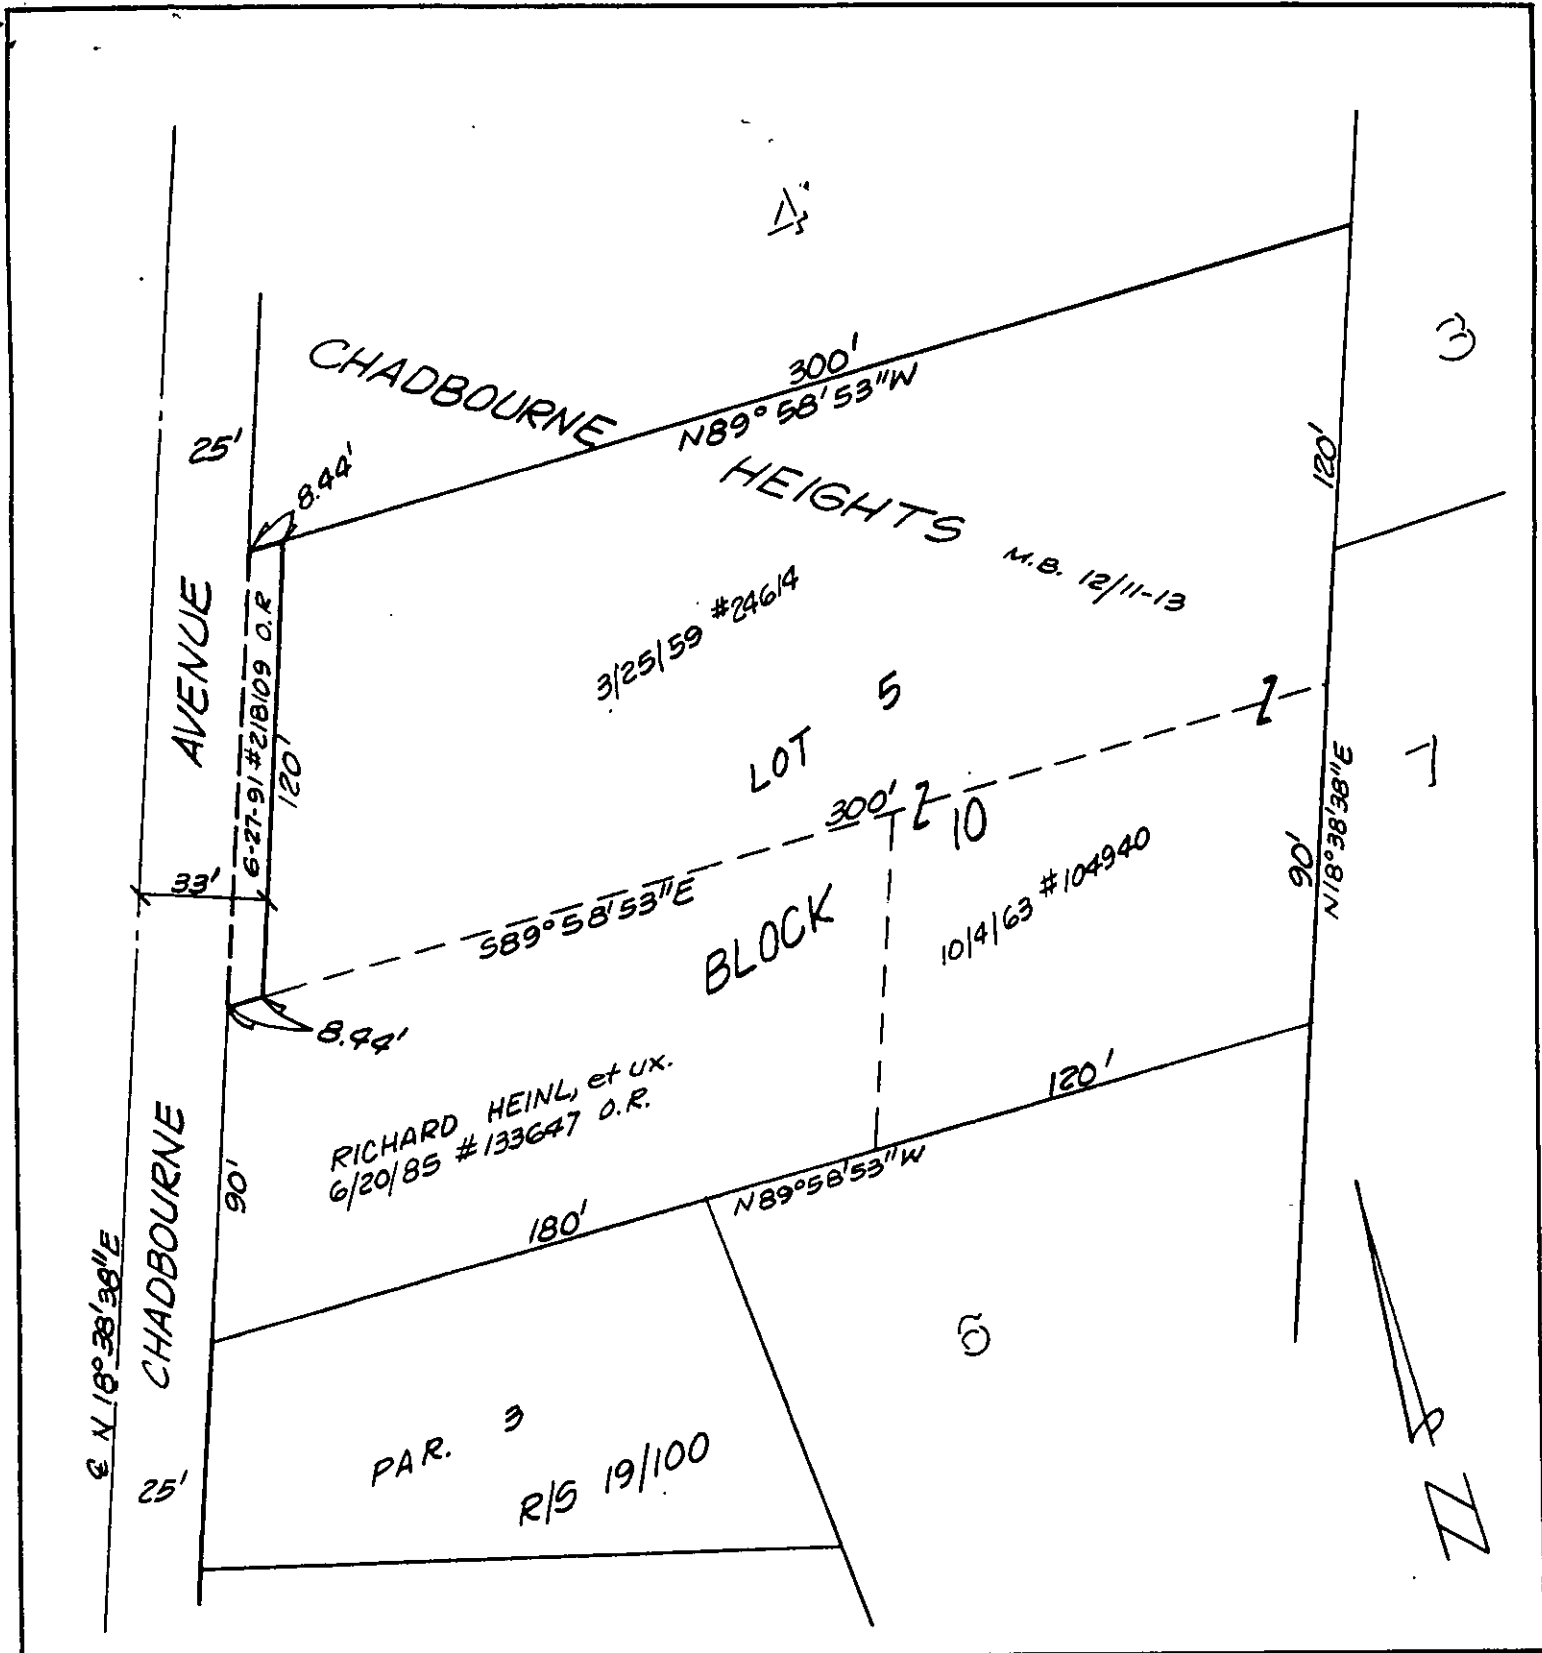 4
3
CHADBOURNE
300'
N89°58'53"W
25'
8.44'
HEIGHTS
120'
M.B. 12/11-13
3/25/59 #24614
AVENUE
6-27-91 #218109 O.R
120'
5
LOT
7
300'
10
33'
S89°58'53"E
BLOCK
10/4/63 #104940
90'
N18°38'38"E
8.44'
RICHARD HEINL, et ux.
6/20/85 #133647 O.R.
120'
CHADBOURNE
90'
180'
N89°58'53"W
℄ N 18°38'38"E
6
PAR. 3
R/S 19/100
25'
N